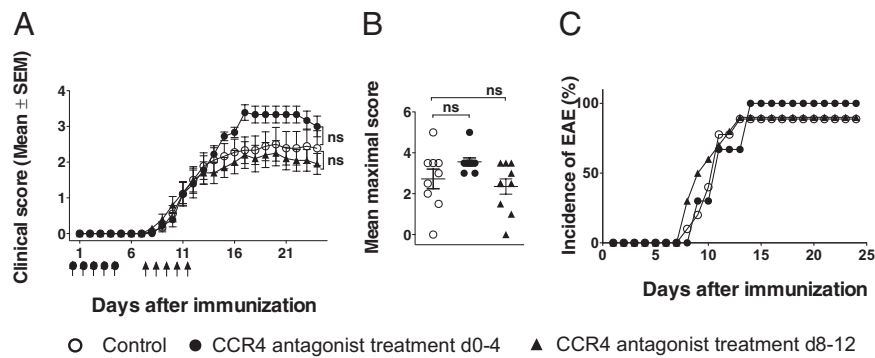 A
B
C
Clinical score (Mean ± SEM)
4
3
2
1
0
ns
ns
1
6
11
16
21
Days after immunization
Mean maximal score
6
4
2
0
ns
ns
Incidence of EAE (%)
100
50
0
0
5
10
15
20
25
Days after immunization
Control
CCR4 antagonist treatment d0-4
CCR4 antagonist treatment d8-12